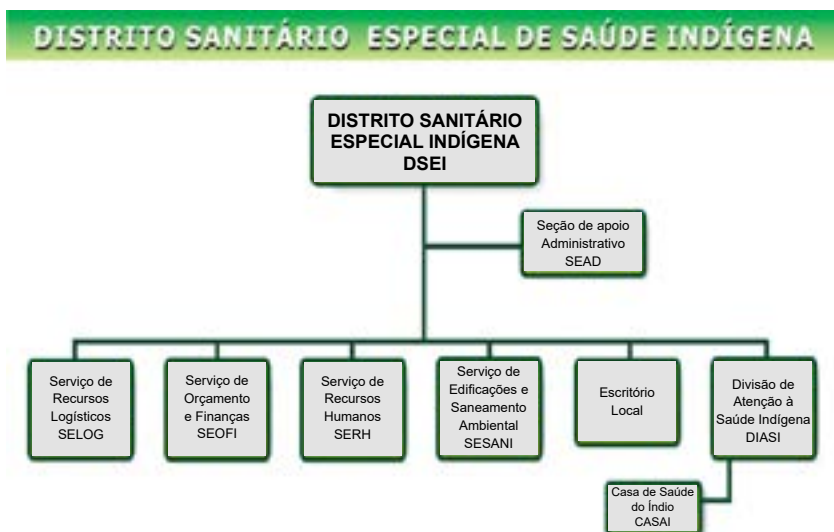 DISTRITO SANITÁRIO ESPECIAL DE SAÚDE INDÍGENA
DISTRITO SANITÁRIO
ESPECIAL INDÍGENA
DSEI
Seção de apoio
Administrativo
SEAD
Serviço de
Recursos
Logísticos
SELOG
Serviço de
Orçamento
e Finanças
SEOFI
Serviço de
Recursos
Humanos
SERH
Serviço de
Edificações e
Saneamento
Ambiental
SESANI
Escritório
Local
Divisão de
Atenção à
Saúde Indígena
DIASI
Casa de Saúde
do Índio
CASAI